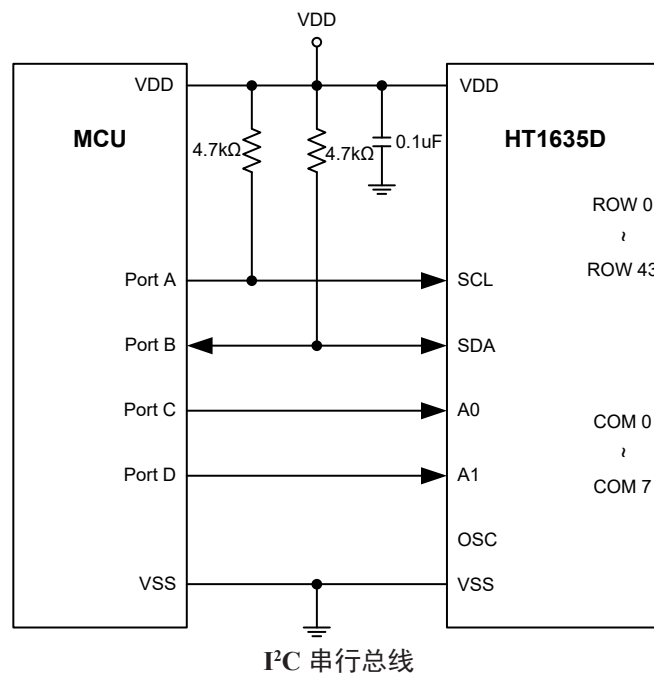 VDD
VDD
VDD
MCU
4.7kΩ
4.7kΩ
0.1uF
HT1635D
ROW 0
~
ROW 43
Port A
SCL
Port B
SDA
Port C
A0
COM 0
~
COM 7
Port D
A1
OSC
VSS
VSS
I²C 串行总线